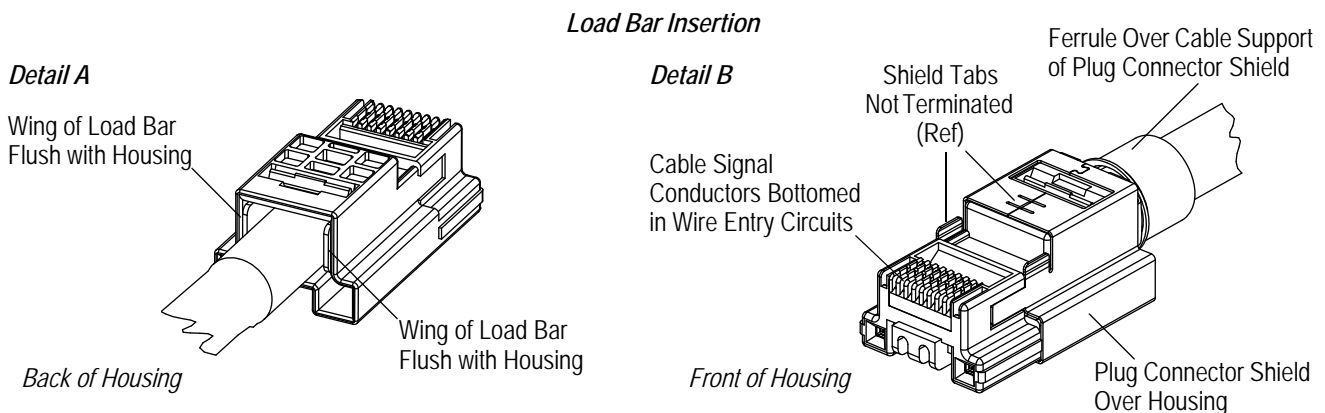 Load Bar Insertion
Detail A
Wing of Load Bar
Flush with Housing
Wing of Load Bar
Flush with Housing
Back of Housing
Detail B
Shield Tabs
Not Terminated
(Ref)
Ferrule Over Cable Support
of Plug Connector Shield
Cable Signal
Conductors Bottomed
in Wire Entry Circuits
Front of Housing
Plug Connector Shield
Over Housing